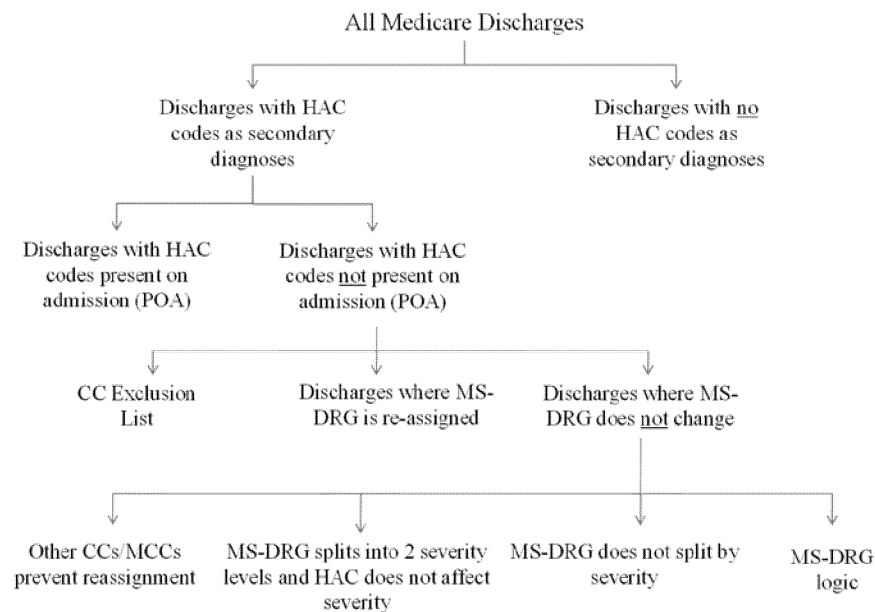 All Medicare Discharges
Discharges with HAC
codes as secondary
diagnoses
Discharges with no
HAC codes as
secondary diagnoses
Discharges with HAC
codes present on
admission (POA)
Discharges with HAC
codes not present on
admission (POA)
CC Exclusion
List
Discharges where MS-
DRG is re-assigned
Discharges where MS-
DRG does not change
Other CCs/MCCs
prevent reassignment
MS-DRG splits into 2 severity
levels and HAC does not affect
severity
MS-DRG does not split by
severity
MS-DRG
logic